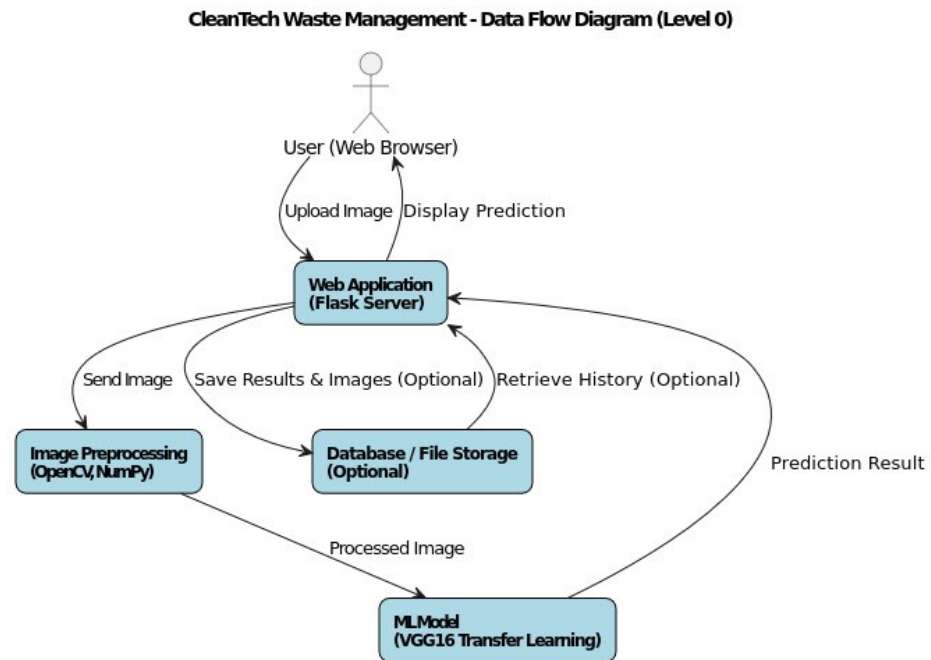 CleanTech Waste Management - Data Flow Diagram (Level 0)
User (Web Browser)
Upload Image
Display Prediction
Web Application
(Flask Server)
Send Image
Save Results & Images (Optional)
Retrieve History (Optional)
Image Preprocessing
(OpenCV, NumPy)
Database / File Storage
(Optional)
Prediction Result
Processed Image
ML Model
(VGG16 Transfer Learning)